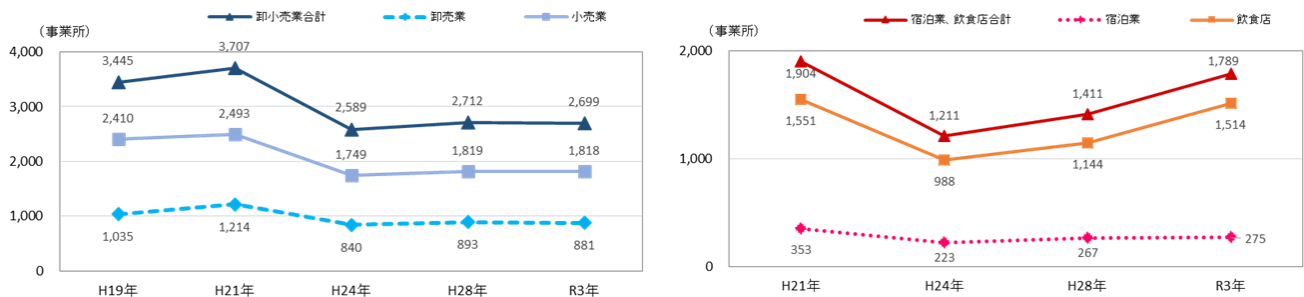 卸小売業合計 卸売業 小売業
（事業所）
4,000
3,000
2,000
1,000
0
3,445 3,707 2,589 2,712 2,699
2,410 2,493 1,749 1,819 1,818
1,035 1,214 840 893 881
H19年 H21年 H24年 H28年 R3年
宿泊業、飲食店合計 宿泊業 飲食店
（事業所）
2,000
1,000
0
1,904 1,211 1,411 1,789
1,551 988 1,144 1,514
353 223 267 275
H21年 H24年 H28年 R3年